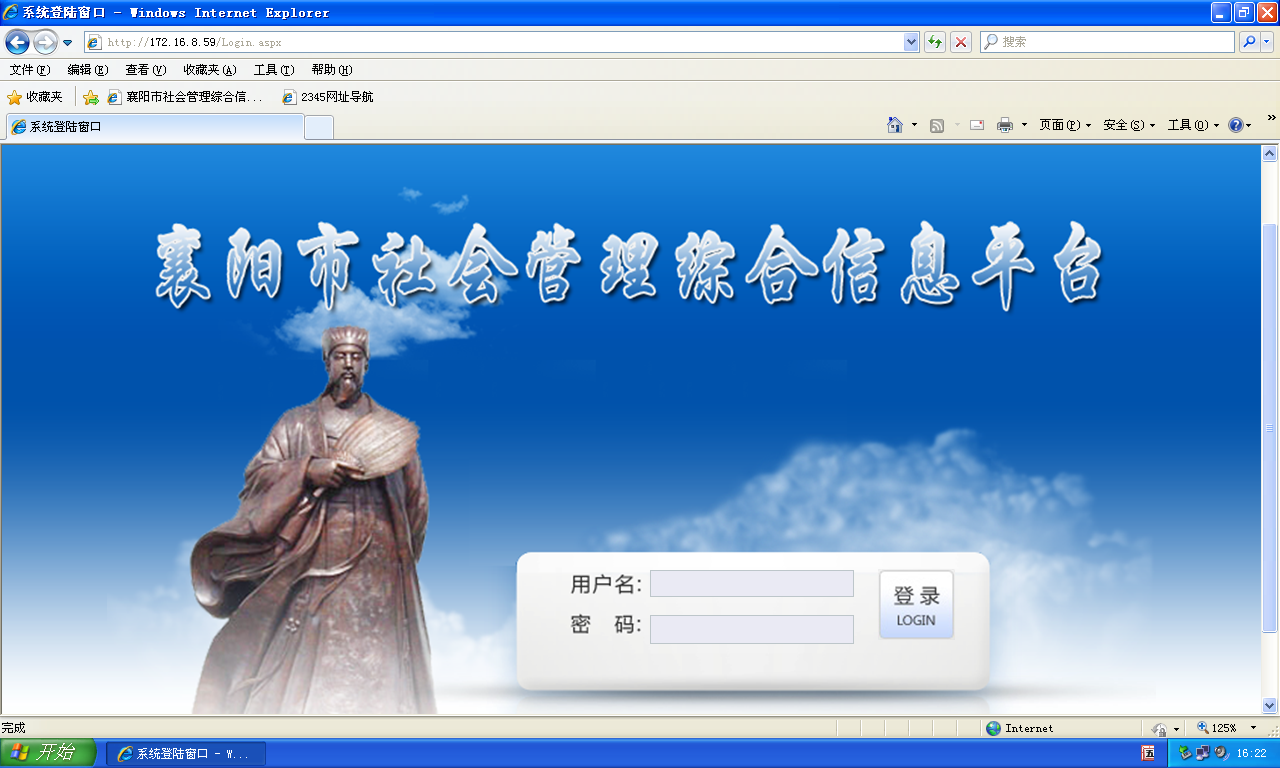 系统登陆窗口 - Windows Internet Explorer
http://172.16.8.59/Login.aspx
搜索
文件(F) 编辑(E) 查看(V) 收藏夹(A) 工具(T) 帮助(H)
收藏夹 襄阳市社会管理综合信... 2345网址导航
系统登陆窗口
页面(P) 安全(S) 工具(O)
襄阳市社会管理综合信息平台
用户名:
密 码:
登 录
LOGIN
完成 Internet 125%
开始 系统登陆窗口 - W... 16:22